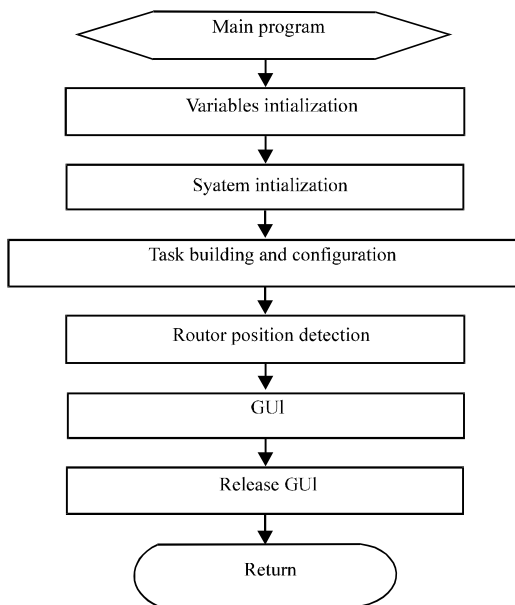 Main program
Variables intialization
Syatem intialization
Task building and configuration
Routor position detection
GUl
Release GUl
Return